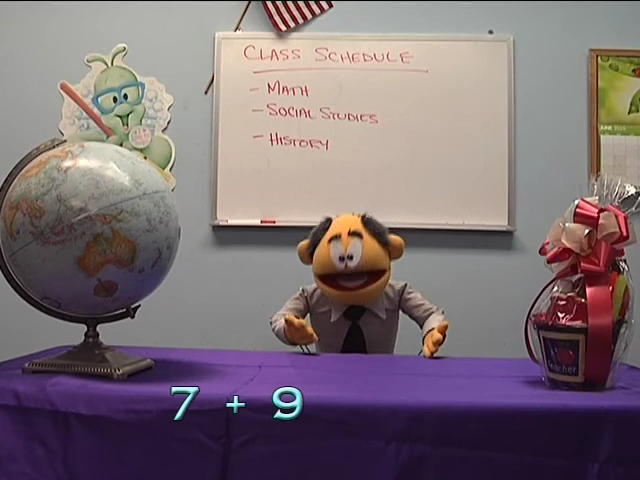 CLASS SCHEDULE
- MATH
- SOCIAL STUDIES
- HISTORY
7 + 9